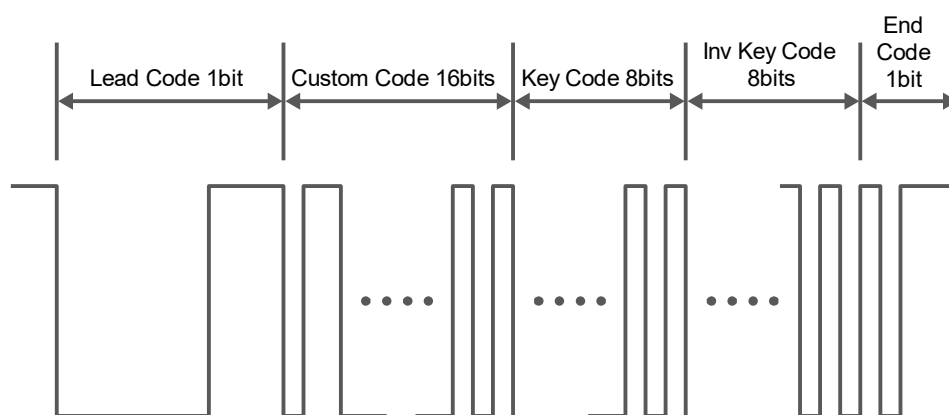 Lead Code 1bit
Custom Code 16bits
Key Code 8bits
Inv Key Code
8bits
End
Code
1bit